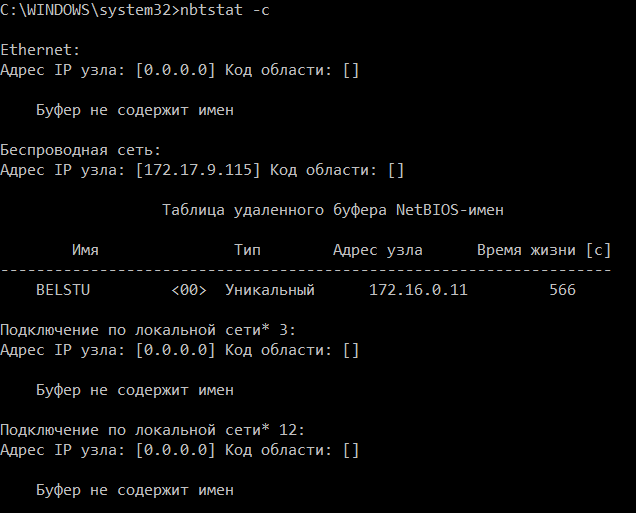 C:\WINDOWS\system32>nbtstat -c
Ethernet:
Адрес IP узла: [0.0.0.0] Код области: []
Буфер не содержит имен
Беспроводная сеть:
Адрес IP узла: [172.17.9.115] Код области: []
Таблица удаленного буфера NetBIOS-имен
Имя Тип Адрес узла Время жизни [с]
--------------------------------------------------------------------
BELSTU <00> Уникальный 172.16.0.11 566
Подключение по локальной сети* 3:
Адрес IP узла: [0.0.0.0] Код области: []
Буфер не содержит имен
Подключение по локальной сети* 12:
Адрес IP узла: [0.0.0.0] Код области: []
Буфер не содержит имен